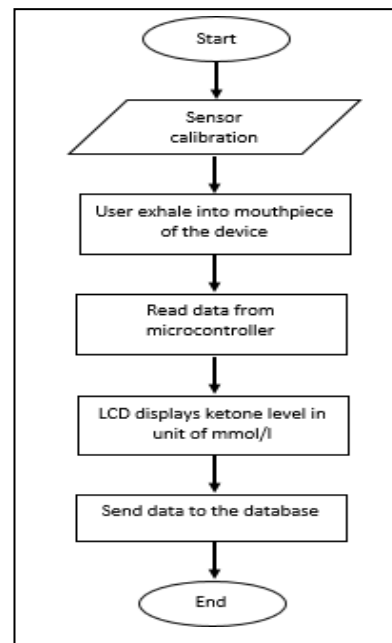 Start
Sensor
calibration
User exhale into mouthpiece
of the device
Read data from
microcontroller
LCD displays ketone level in
unit of mmol/l
Send data to the database
End